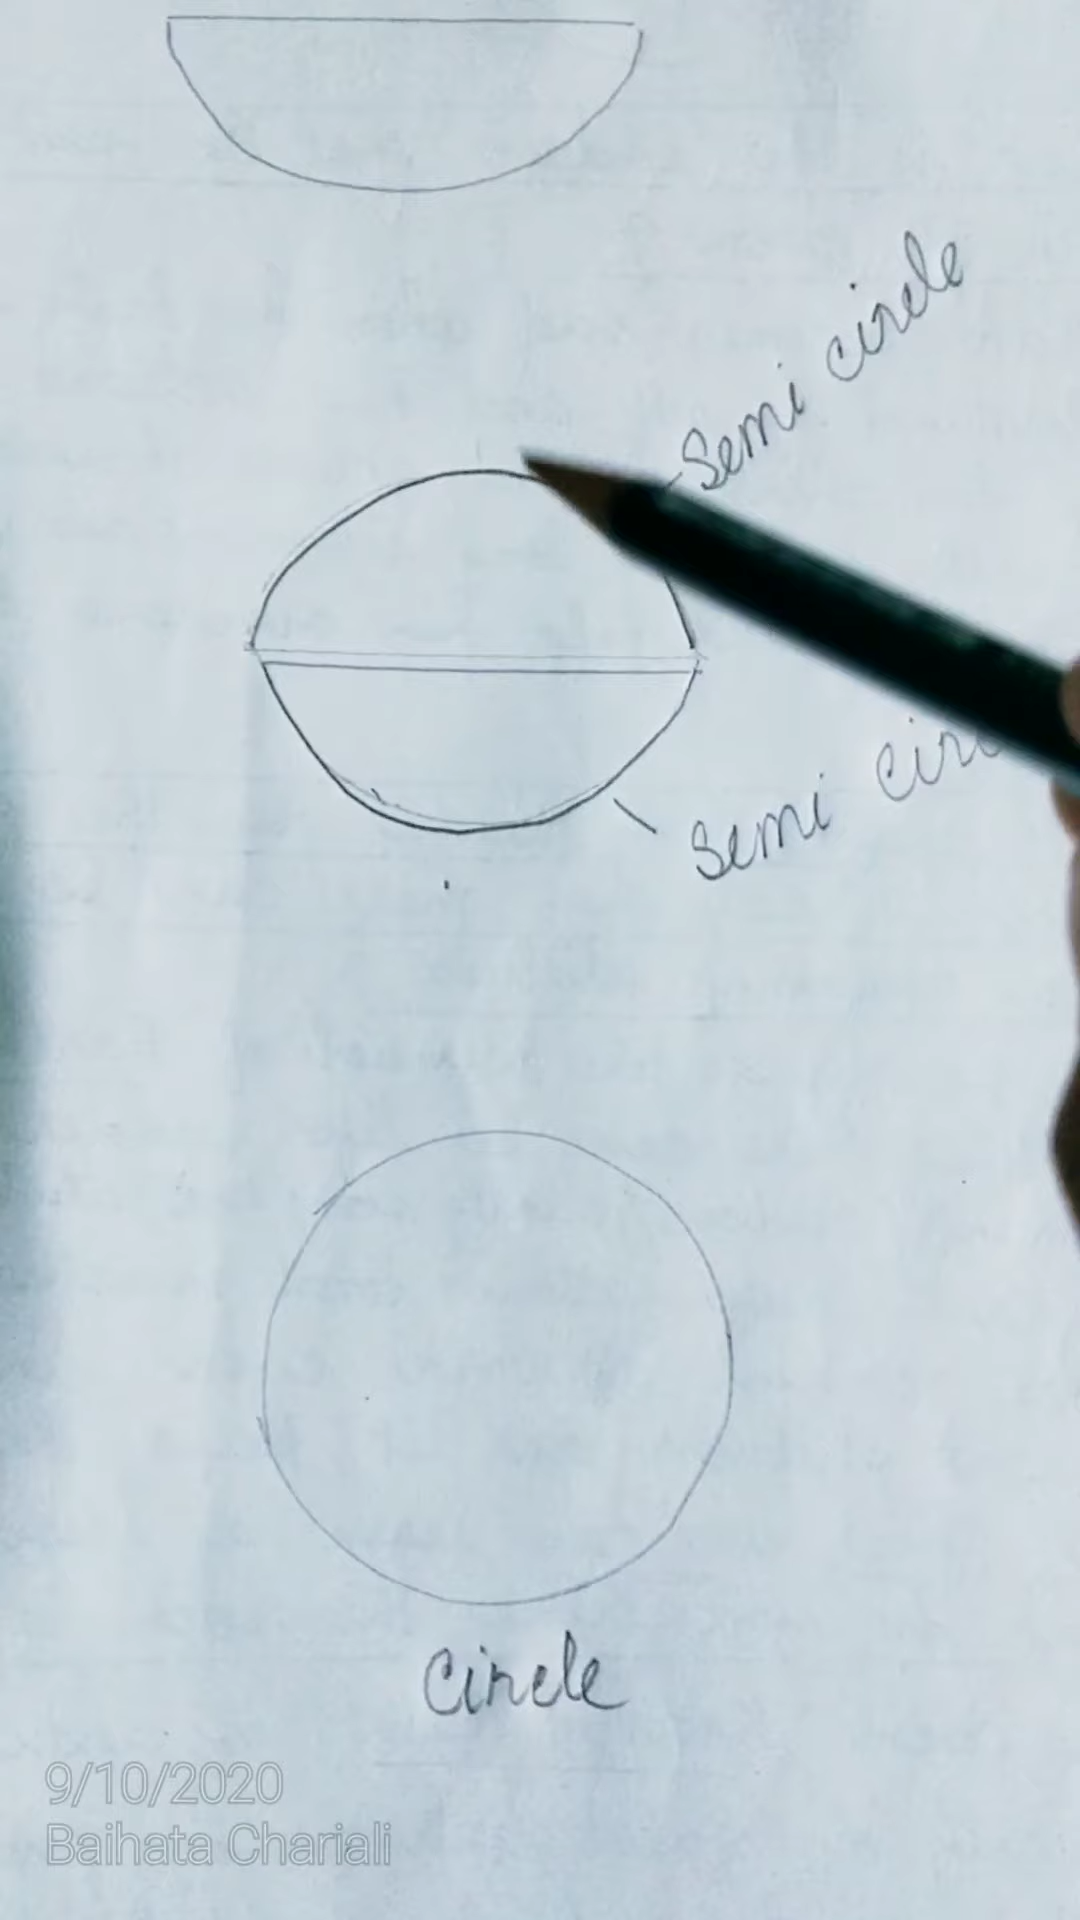 Semi circle
Semi
circle
9/10/2020
Baihata Chariali